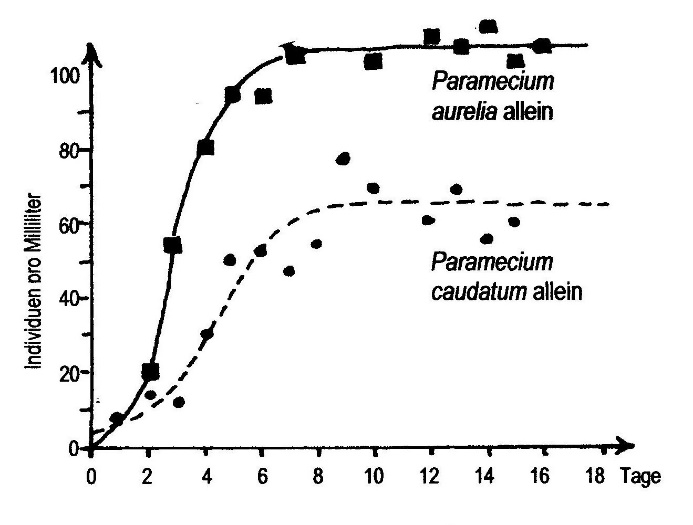 100
80
60
40
20
0
Individuen pro Milliliter
Paramecium
aurelia allein
Paramecium
caudatum allein
0 2 4 6 8 10 12 14 16 18 Tage